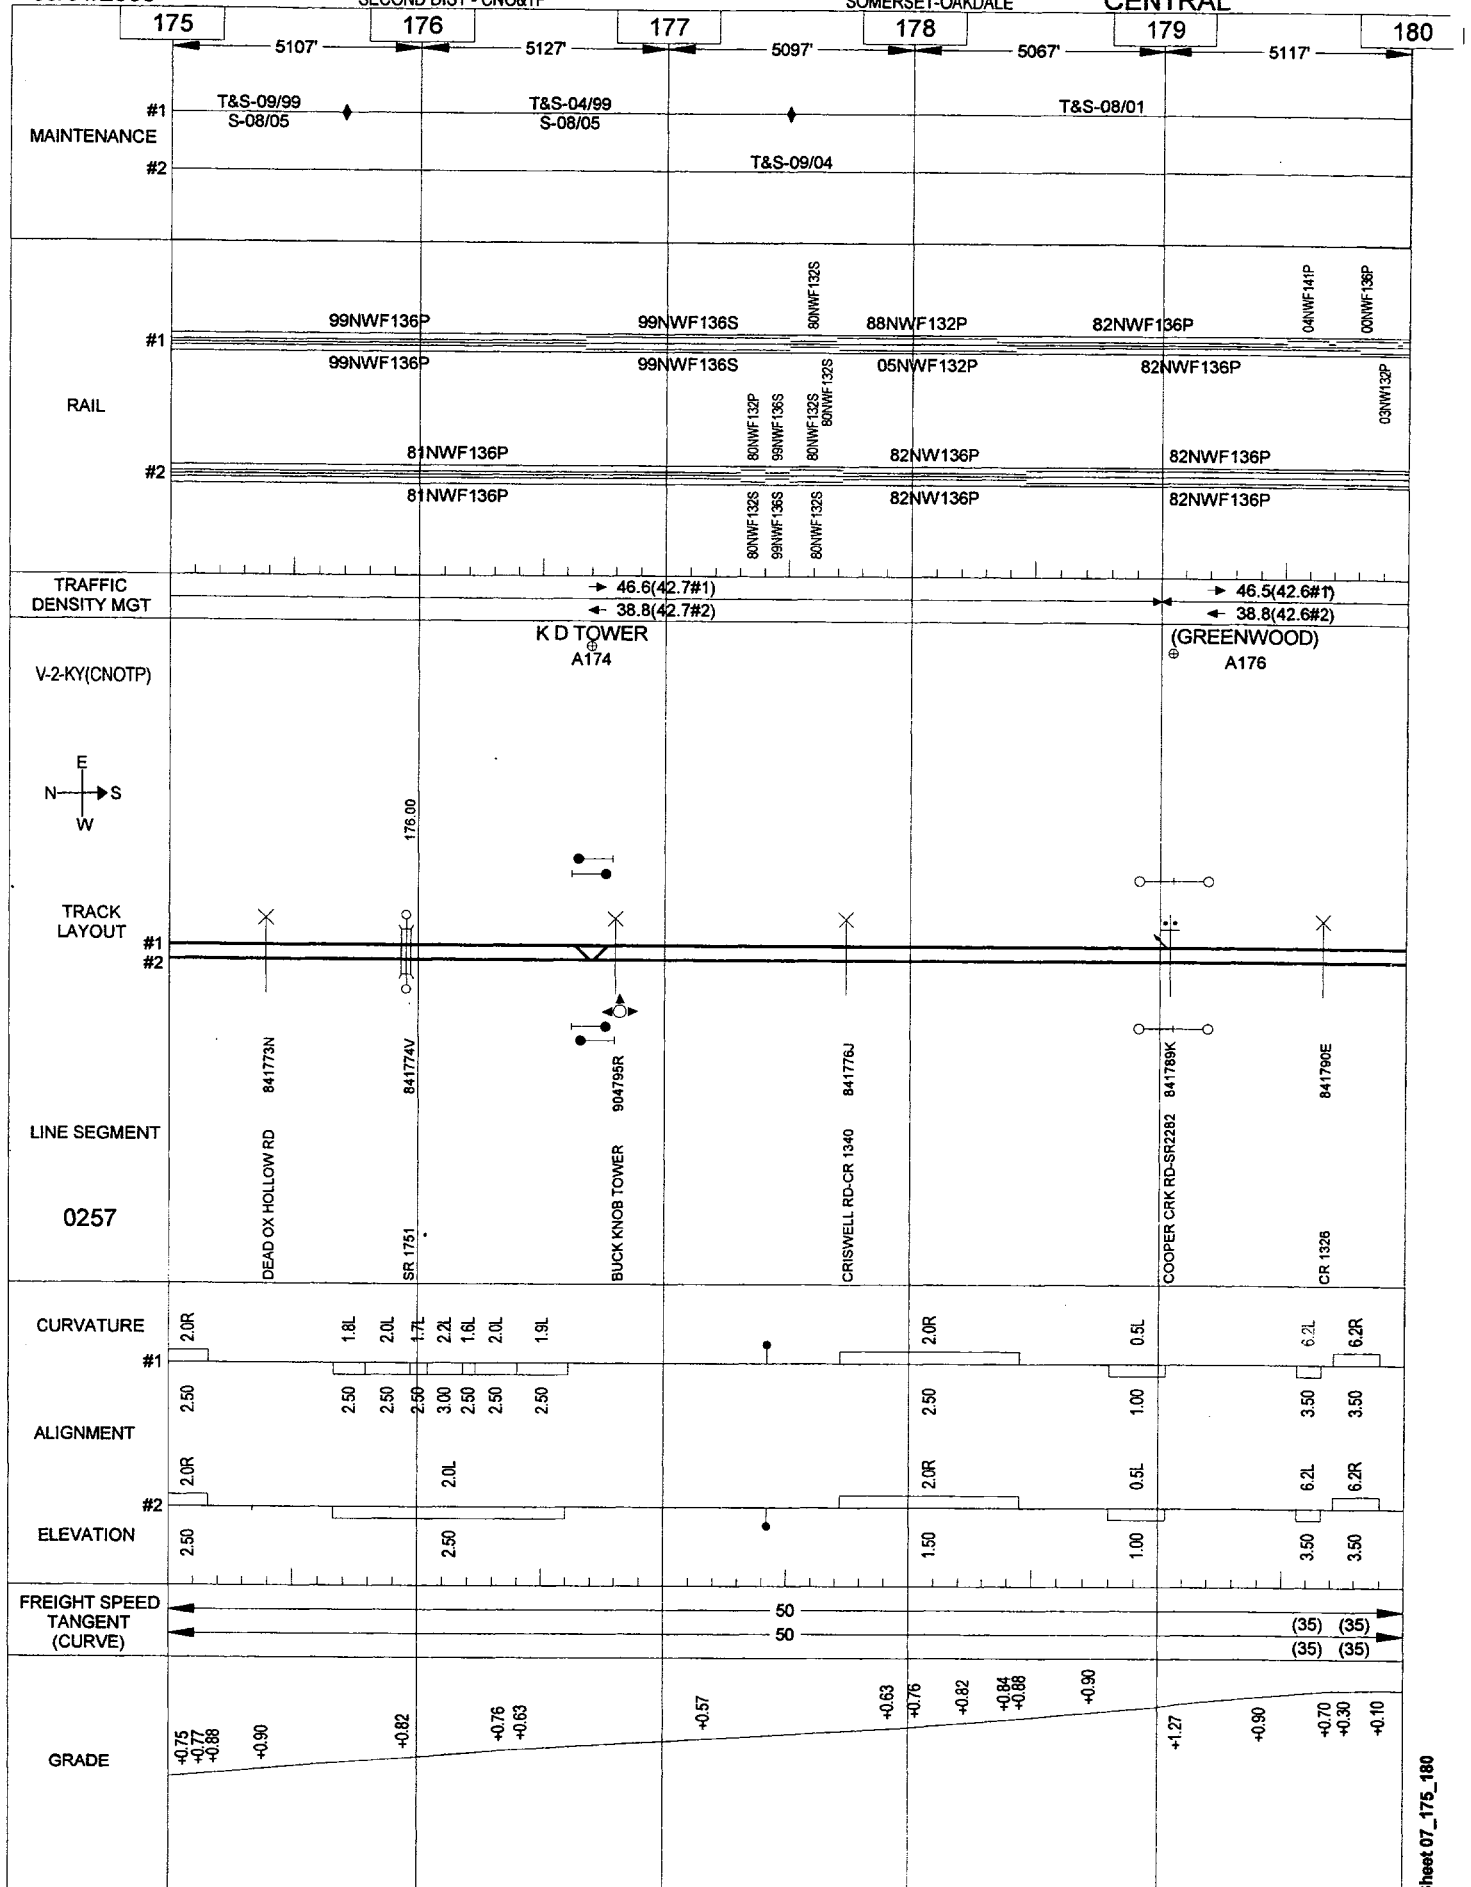 SECOND DIST - CNO&TP
SOMERSET-OAKDALE
CENTRAL
175 176 177 178 179 180
5107' 5127' 5097' 5067' 5117'
MAINTENANCE
#1
T&S-09/99
S-08/05
T&S-04/99
S-08/05
T&S-08/01
#2
T&S-09/04
RAIL
80NWF132S
04NWF141P
00NWF136P
#1
99NWF136P 99NWF136S 88NWF132P 82NWF136P
99NWF136P 99NWF136S 05NWF132P 82NWF136P
80NWF132S
03NW132P
80NWF132P
99NWF136S
80NWF132S
#2
81NWF136P 82NW136P 82NWF136P
81NWF136P 82NW136P 82NWF136P
80NWF132S
99NWF136S
80NWF132S
TRAFFIC
DENSITY MGT
46.6(42.7#1) 46.5(42.6#1)
38.8(42.7#2) 38.8(42.6#2)
V-2-KY(CNOTP)
K D TOWER
A174
(GREENWOOD)
A176
E
N S
W
176.00
TRACK
LAYOUT
#1
#2
841773N
841774V
904795R
841776J
841789K
841790E
LINE SEGMENT
0257
DEAD OX HOLLOW RD
SR 1751
BUCK KNOB TOWER
CRISWELL RD-CR 1340
COOPER CRK RD-SR2282
CR 1326
CURVATURE
#1
2.0R 1.8L 2.0L 1.7L 2.2L 1.6L 2.0L 1.9L 2.0R 0.5L 6.2L 6.2R
2.50 2.50 2.50 2.50 3.00 2.50 2.50 2.50 2.50 1.00 3.50 3.50
ALIGNMENT
#2
2.0R 2.0L 2.0R 0.5L 6.2L 6.2R
ELEVATION
2.50 2.50 1.50 1.00 3.50 3.50
FREIGHT SPEED
TANGENT
(CURVE)
50
(35) (35)
50
(35) (35)
GRADE
+0.75
+0.77
+0.88
+0.90
+0.82
+0.76
+0.63
+0.57
+0.63
+0.76
+0.82
+0.84
+0.88
+0.90
+1.27
+0.90
+0.70
+0.30
+0.10
heet 07_175_180